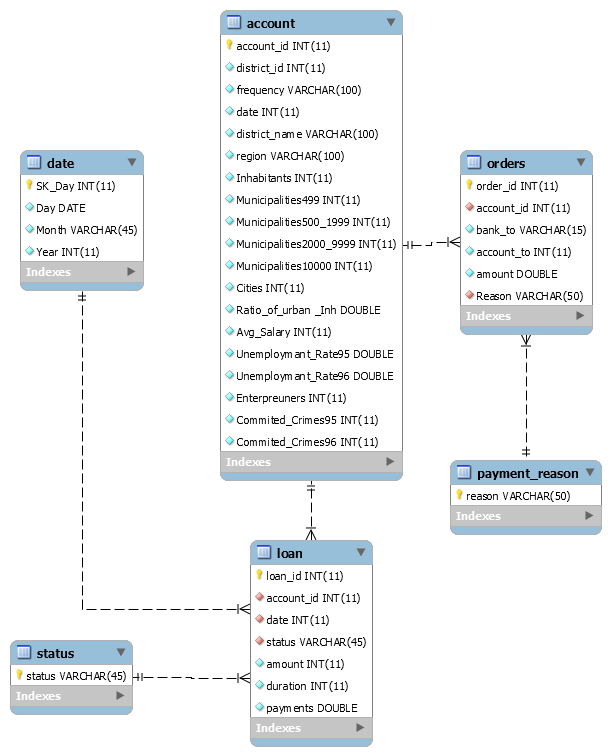 account
account_id INT(11)
district_id INT(11)
frequency VARCHAR(100)
date INT(11)
district_name VARCHAR(100)
region VARCHAR(100)
Inhabitants INT(11)
Municipalities499 INT(11)
Municipalities500_1999 INT(11)
Municipalities2000_9999 INT(11)
Municipalities10000 INT(11)
Cities INT(11)
Ratio_of_urban _Inh DOUBLE
Avg_Salary INT(11)
Unemploymant_Rate95 DOUBLE
Unemploymant_Rate96 DOUBLE
Enterpreuners INT(11)
Commited_Crimes95 INT(11)
Commited_Crimes96 INT(11)
Indexes
date
SK_Day INT(11)
Day DATE
Month VARCHAR(45)
Year INT(11)
Indexes
orders
order_id INT(11)
account_id INT(11)
bank_to VARCHAR(15)
account_to INT(11)
amount DOUBLE
Reason VARCHAR(50)
Indexes
payment_reason
reason VARCHAR(50)
Indexes
loan
loan_id INT(11)
account_id INT(11)
date INT(11)
status VARCHAR(45)
amount INT(11)
duration INT(11)
payments DOUBLE
Indexes
status
status VARCHAR(45)
Indexes